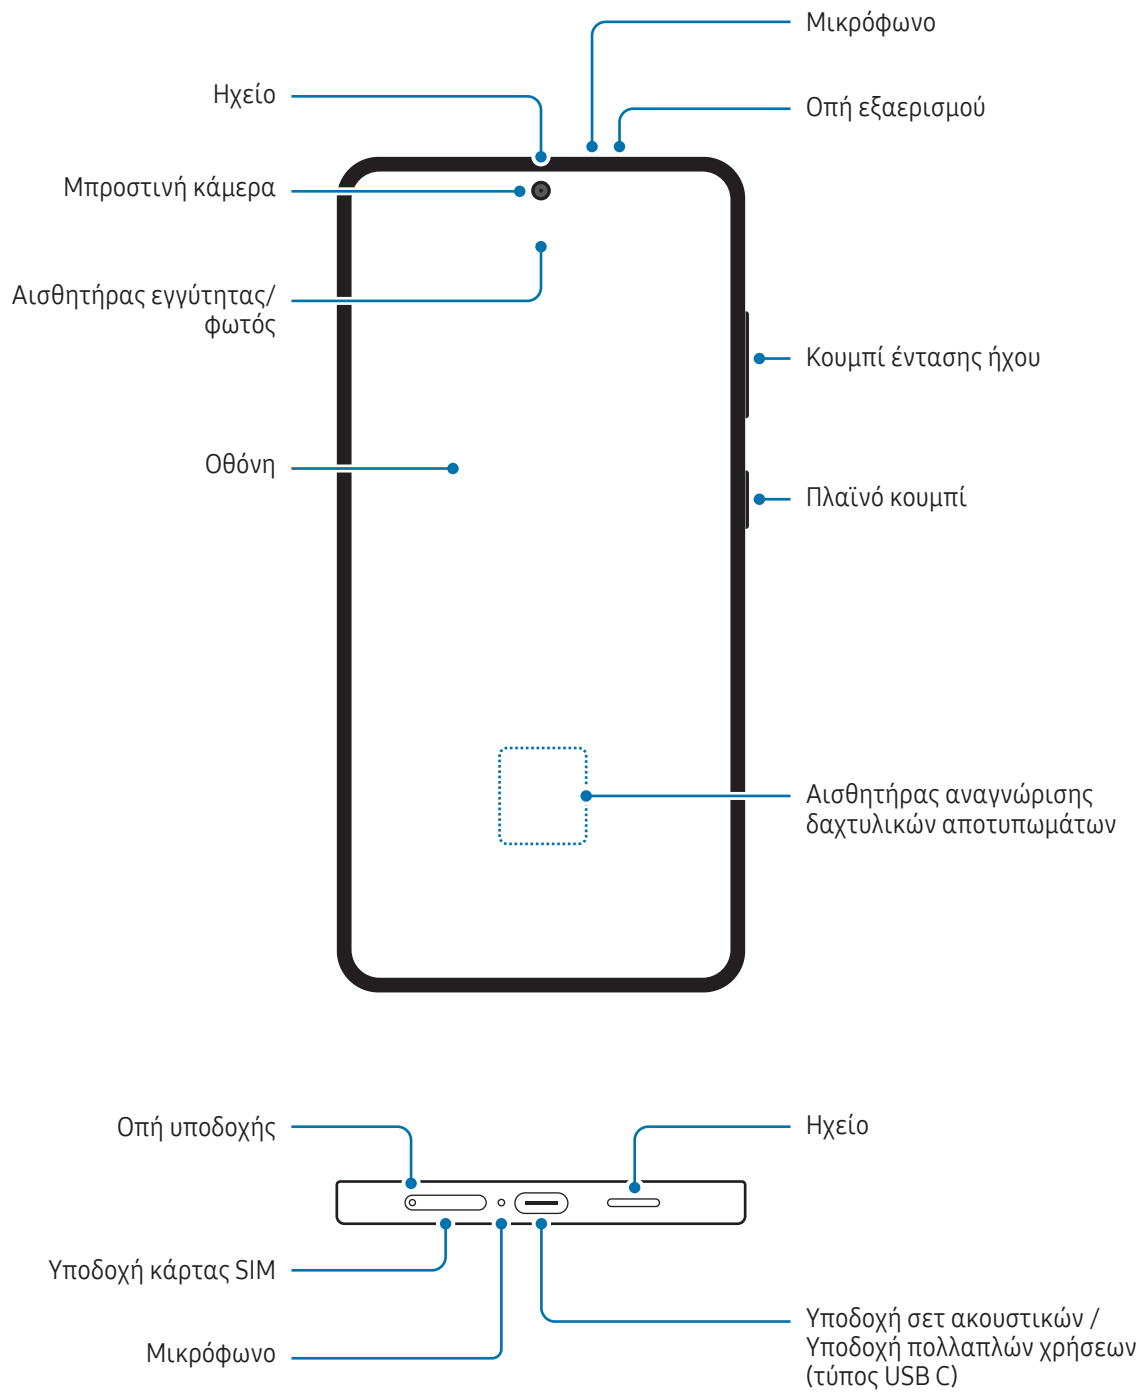 Μικρόφωνο
Ηχείο
Οπή εξαερισμού
Μπροστινή κάμερα
Αισθητήρας εγγύτητας/
φωτός
Κουμπί έντασης ήχου
Οθόνη
Πλαϊνό κουμπί
Αισθητήρας αναγνώρισης
δαχτυλικών αποτυπωμάτων
Οπή υποδοχής
Ηχείο
Υποδοχή κάρτας SIM
Μικρόφωνο
Υποδοχή σετ ακουστικών /
Υποδοχή πολλαπλών χρήσεων
(τύπος USB C)